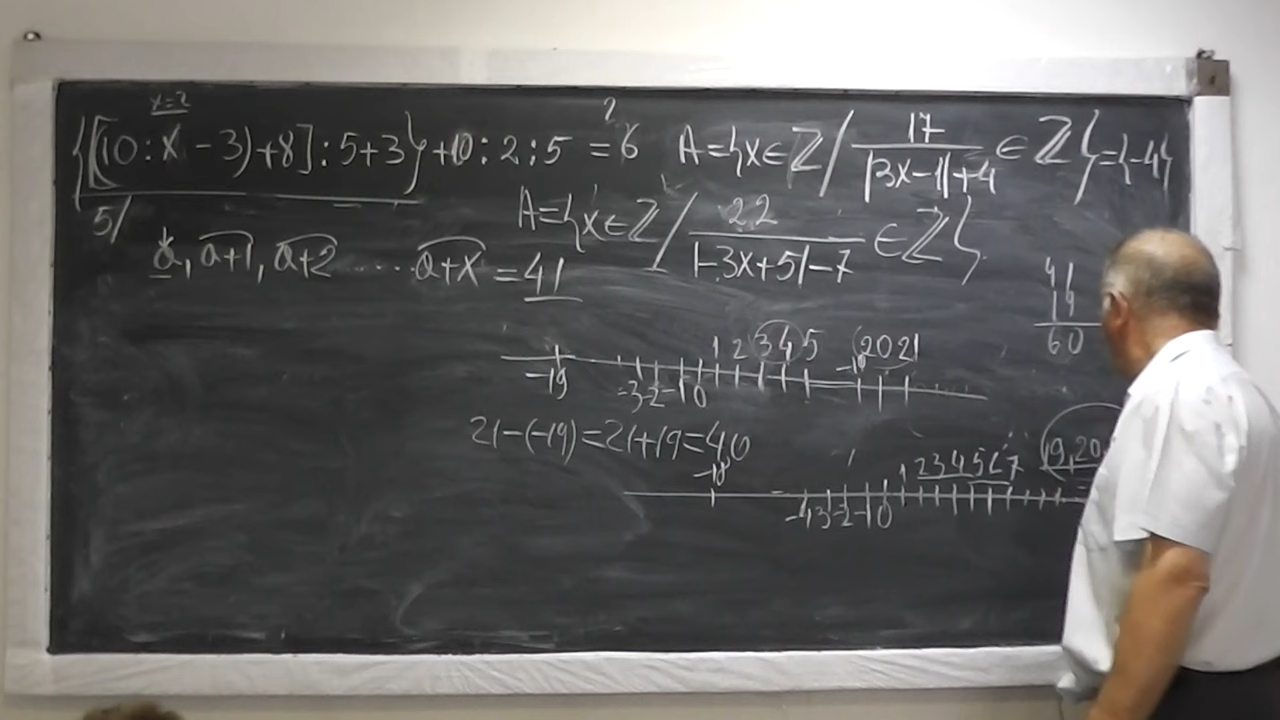 x=2
{[(10:x-3)+8]:5+3}+10:2:5 =6
?
5/
A={x∈ℤ/ 17/(|3x-1|+4) ∈ℤ}={-4}
A={x∈ℤ/ 22/(|-3x+5|-7) ∈ℤ}
a, a+1, a+2 ..... a+x =41
41
19
60
1 2 3 4 5 20 21
-19 -3 -2 -1 0
21-(-19)=21+19=40
-18
1 2 3 4 5 6 7 19, 20
-4 -3 -2 -1 0